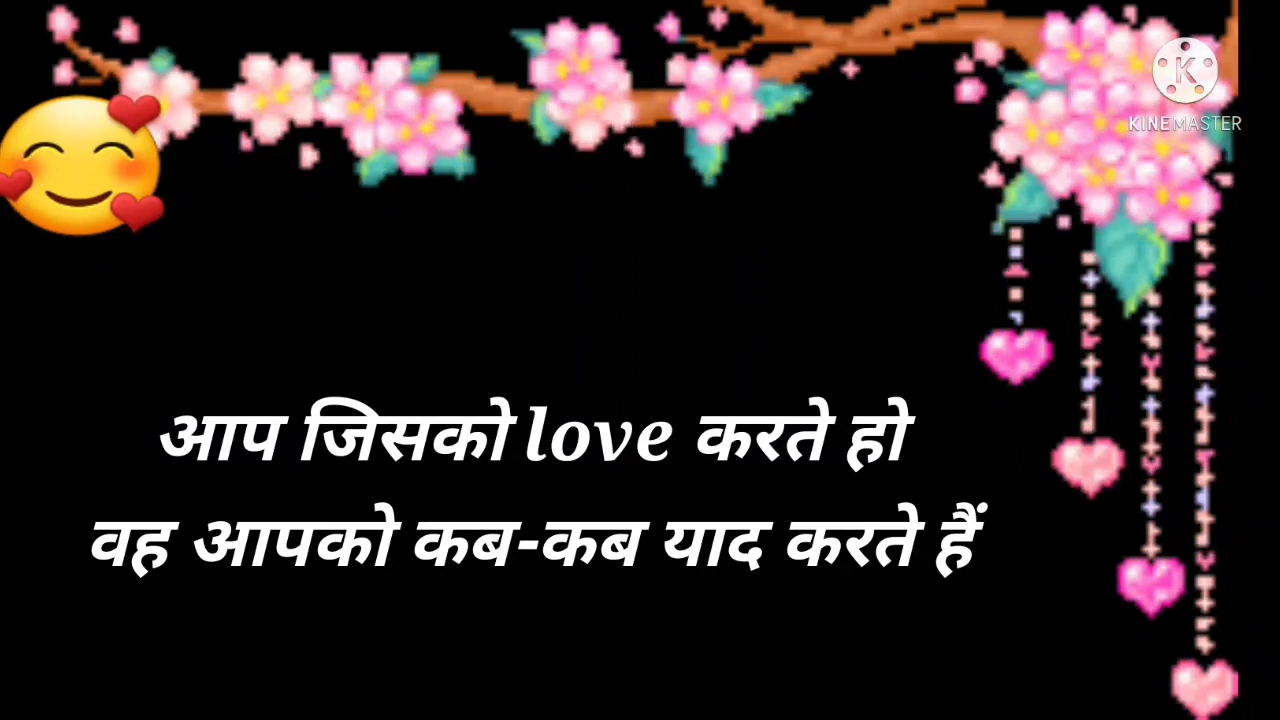 K
KINEMASTER
आप जिसको love करते हो
वह आपको कब-कब याद करते हैं